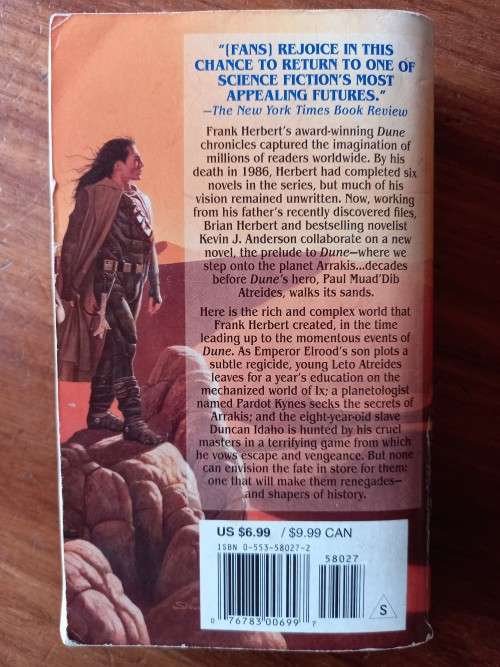 “[FANS] REJOICE IN THIS
CHANCE TO RETURN TO ONE OF
SCIENCE FICTION’S MOST
APPEALING FUTURES.”
—The New York Times Book Review
Frank Herbert’s award-winning Dune
chronicles captured the imagination of
millions of readers worldwide. By his
death in 1986, Herbert had completed six
novels in the series, but much of his
vision remained unwritten. Now, working
from his father’s recently discovered files,
Brian Herbert and bestselling novelist
Kevin J. Anderson collaborate on a new
novel, the prelude to Dune—where we
step onto the planet Arrakis...decades
before Dune’s hero, Paul Muad’Dib
Atreides, walks its sands.
Here is the rich and complex world that
Frank Herbert created, in the time
leading up to the momentous events of
Dune. As Emperor Elrood’s son plots a
subtle regicide, young Leto Atreides
leaves for a year’s education on the
mechanized world of Ix; a planetologist
named Pardot Kynes seeks the secrets of
Arrakis; and the eight-year-old slave
Duncan Idaho is hunted by his cruel
masters in a terrifying game from which
he vows escape and vengeance. But none
can envision the fate in store for them:
one that will make them renegades—
and shapers of history.
US $6.99 / $9.99 CAN
ISBN 0-553-58027-2
58027
0 76783 00699 7
S